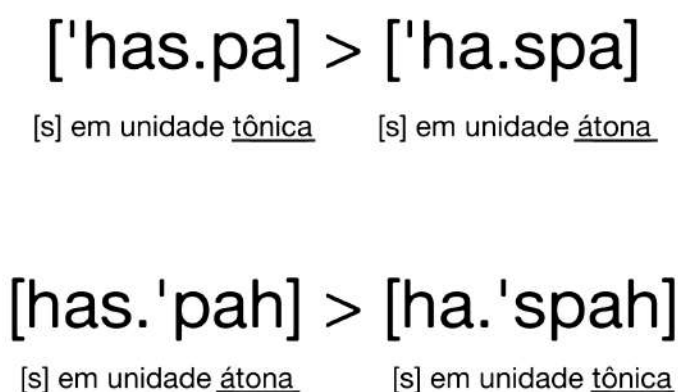 ['has.pa] > ['ha.spa]
[s] em unidade tônica [s] em unidade átona
[has.'pah] > [ha.'spah]
[s] em unidade átona [s] em unidade tônica